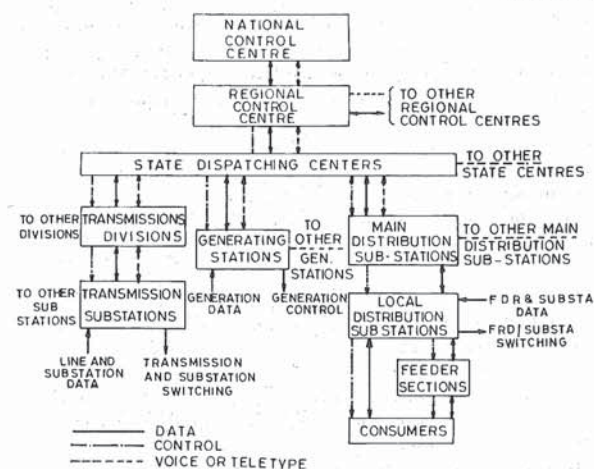 NATIONAL
CONTROL
CENTRE
REGIONAL
CONTROL
CENTRE
TO OTHER
REGIONAL
CONTROL CENTRES
STATE DISPATCHING CENTERS
TO OTHER
STATE CENTRES
TO OTHER
DIVISIONS
TRANSMISSIONS
DIVISIONS
GENERATING
STATIONS
TO
OTHER
GEN.
STATIONS
MAIN
DISTRIBUTION
SUB-STATIONS
TO OTHER MAIN
DISTRIBUTION
SUB-STATIONS
TO OTHER
SUB
STATIONS
TRANSMISSION
SUBSTATIONS
GENERATION
DATA
GENERATION
CONTROL
LOCAL
DISTRIBUTION
SUB STATIONS
FDR & SUBSTA
DATA
FRD/SUBSTA
SWITCHING
LINE AND
SUBSTATION
DATA
TRANSMISSION
AND SUBSTATION
SWITCHING
FEEDER
SECTIONS
CONSUMERS
DATA
CONTROL
VOICE OR TELETYPE